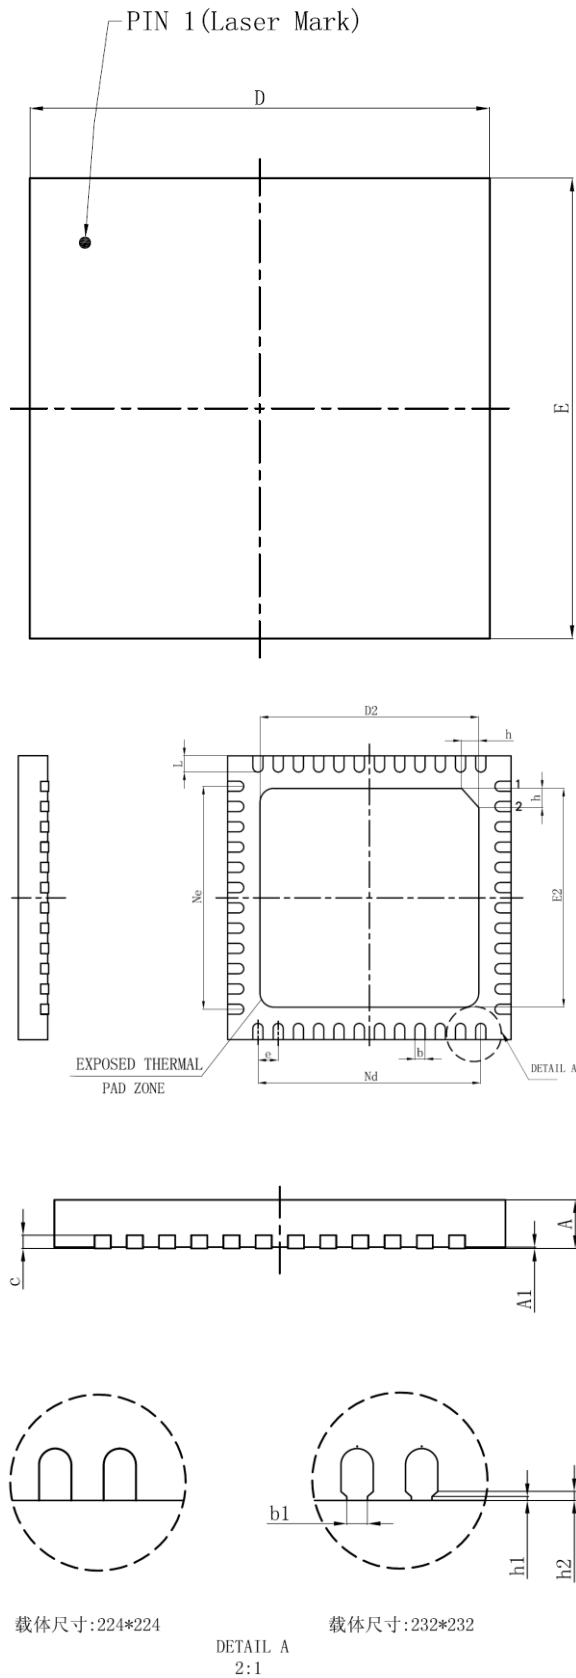 PIN 1(Laser Mark)
D
E
D2
h
L
1
h
2
Ne
E2
e
b
EXPOSED THERMAL
PAD ZONE
Nd
DETAIL A
A
c
A1
b1
h1
h2
载体尺寸:224*224
载体尺寸:232*232
DETAIL A
2:1